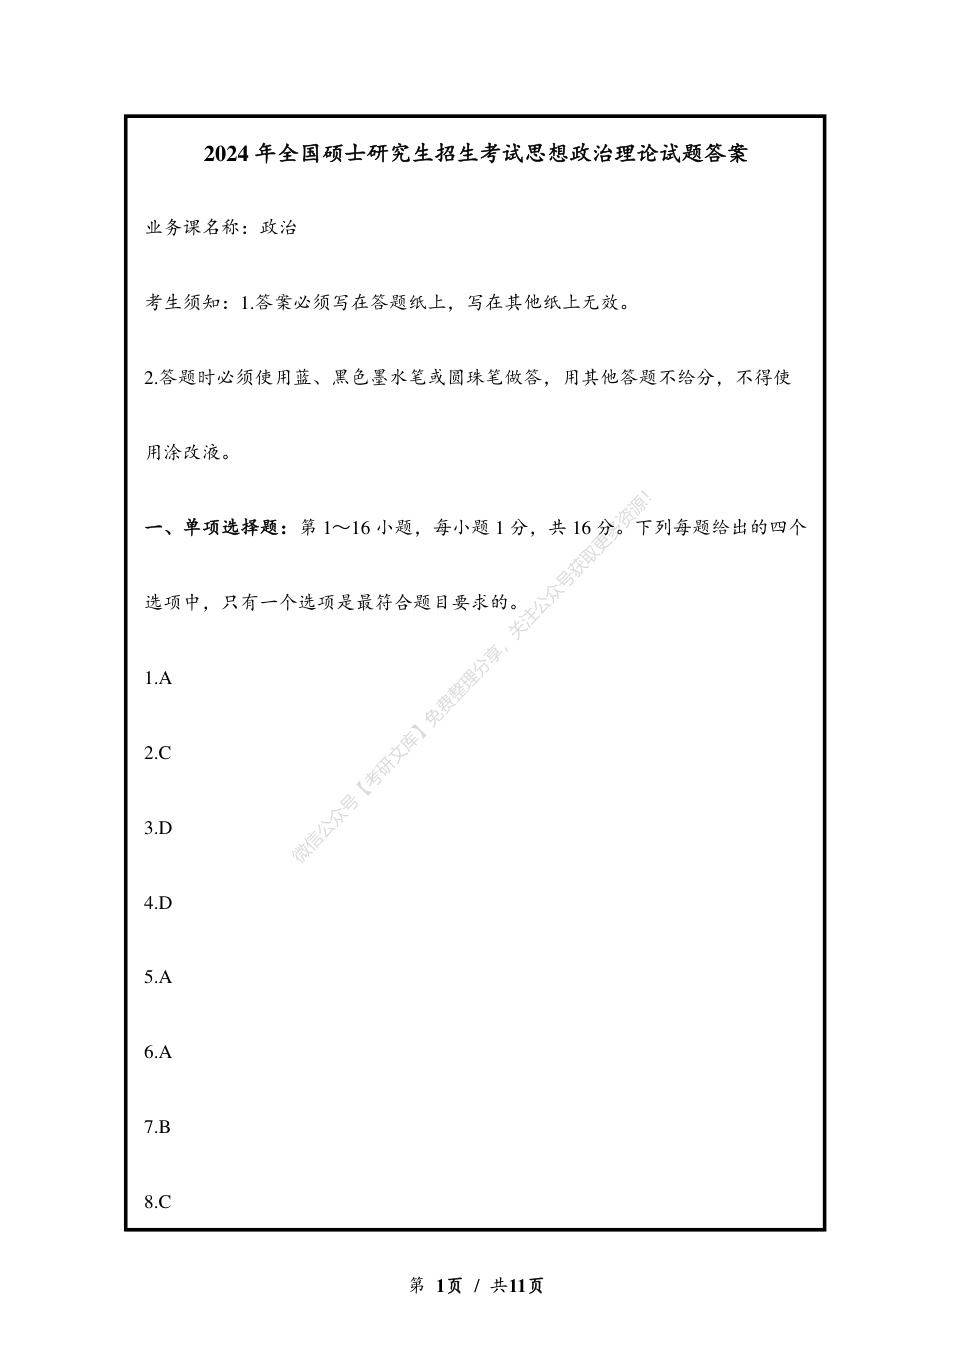 2024 年全国硕士研究生招生考试思想政治理论试题答案
业务课名称：政治
考生须知：1.答案必须写在答题纸上，写在其他纸上无效。
2.答题时必须使用蓝、黑色墨水笔或圆珠笔做答，用其他答题不给分，不得使
用涂改液。
一、单项选择题：第 1～16 小题，每小题 1 分，共 16 分。下列每题给出的四个
选项中，只有一个选项是最符合题目要求的。
1.A
2.C
3.D
4.D
5.A
6.A
7.B
8.C
微信公众号【考研文库】免费整理分享，关注公众号获取更多资源！
第 1页 / 共11页